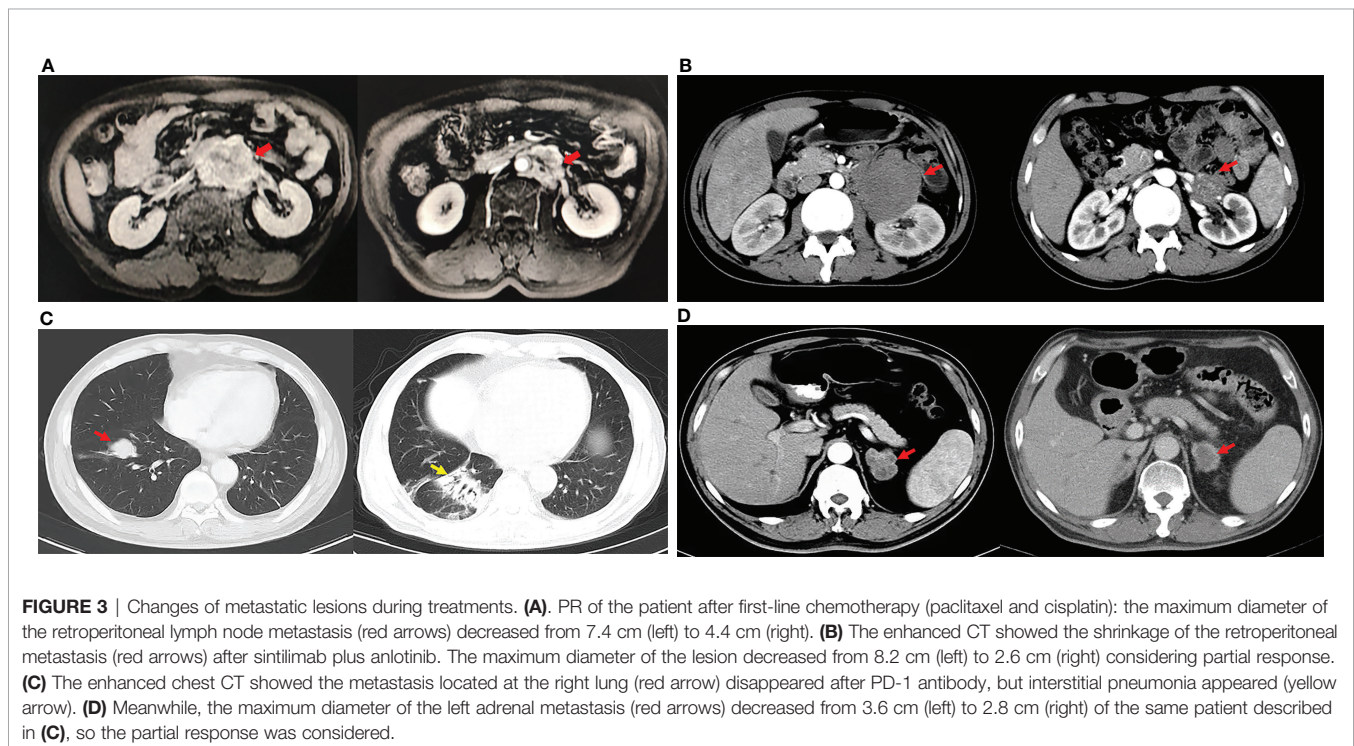 A
B
C
D
FIGURE 3 | Changes of metastatic lesions during treatments. (A). PR of the patient after first-line chemotherapy (paclitaxel and cisplatin): the maximum diameter of
the retroperitoneal lymph node metastasis (red arrows) decreased from 7.4 cm (left) to 4.4 cm (right). (B) The enhanced CT showed the shrinkage of the retroperitoneal
metastasis (red arrows) after sintilimab plus anlotinib. The maximum diameter of the lesion decreased from 8.2 cm (left) to 2.6 cm (right) considering partial response.
(C) The enhanced chest CT showed the metastasis located at the right lung (red arrow) disappeared after PD-1 antibody, but interstitial pneumonia appeared (yellow
arrow). (D) Meanwhile, the maximum diameter of the left adrenal metastasis (red arrows) decreased from 3.6 cm (left) to 2.8 cm (right) of the same patient described
in (C), so the partial response was considered.